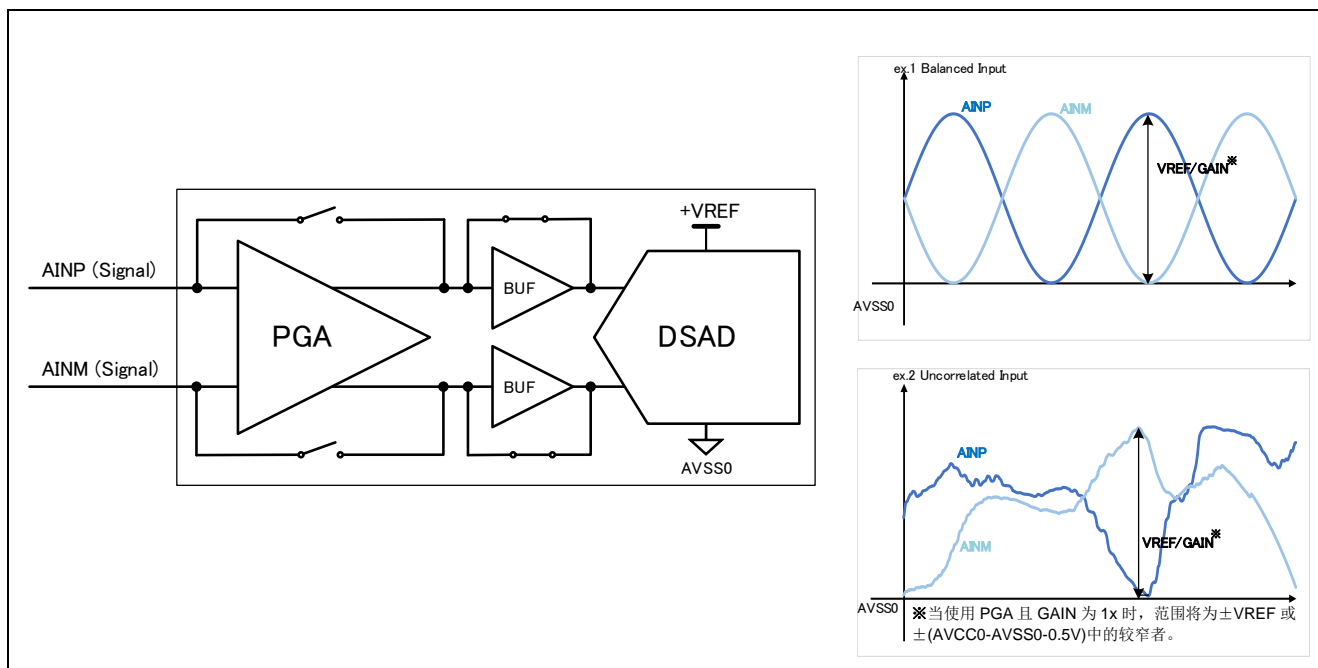 AINP (Signal)
AINM (Signal)
PGA
BUF
BUF
+VREF
DSAD
AVSS0
ex.1 Balanced Input
AINP
AINM
VREF/GAIN※
AVSS0
ex.2 Uncorrelated Input
AINP
AINM
VREF/GAIN※
AVSS0
※当使用 PGA 且 GAIN 为 1x 时，范围将为±VREF 或
±(AVCC0-AVSS0-0.5V)中的较窄者。